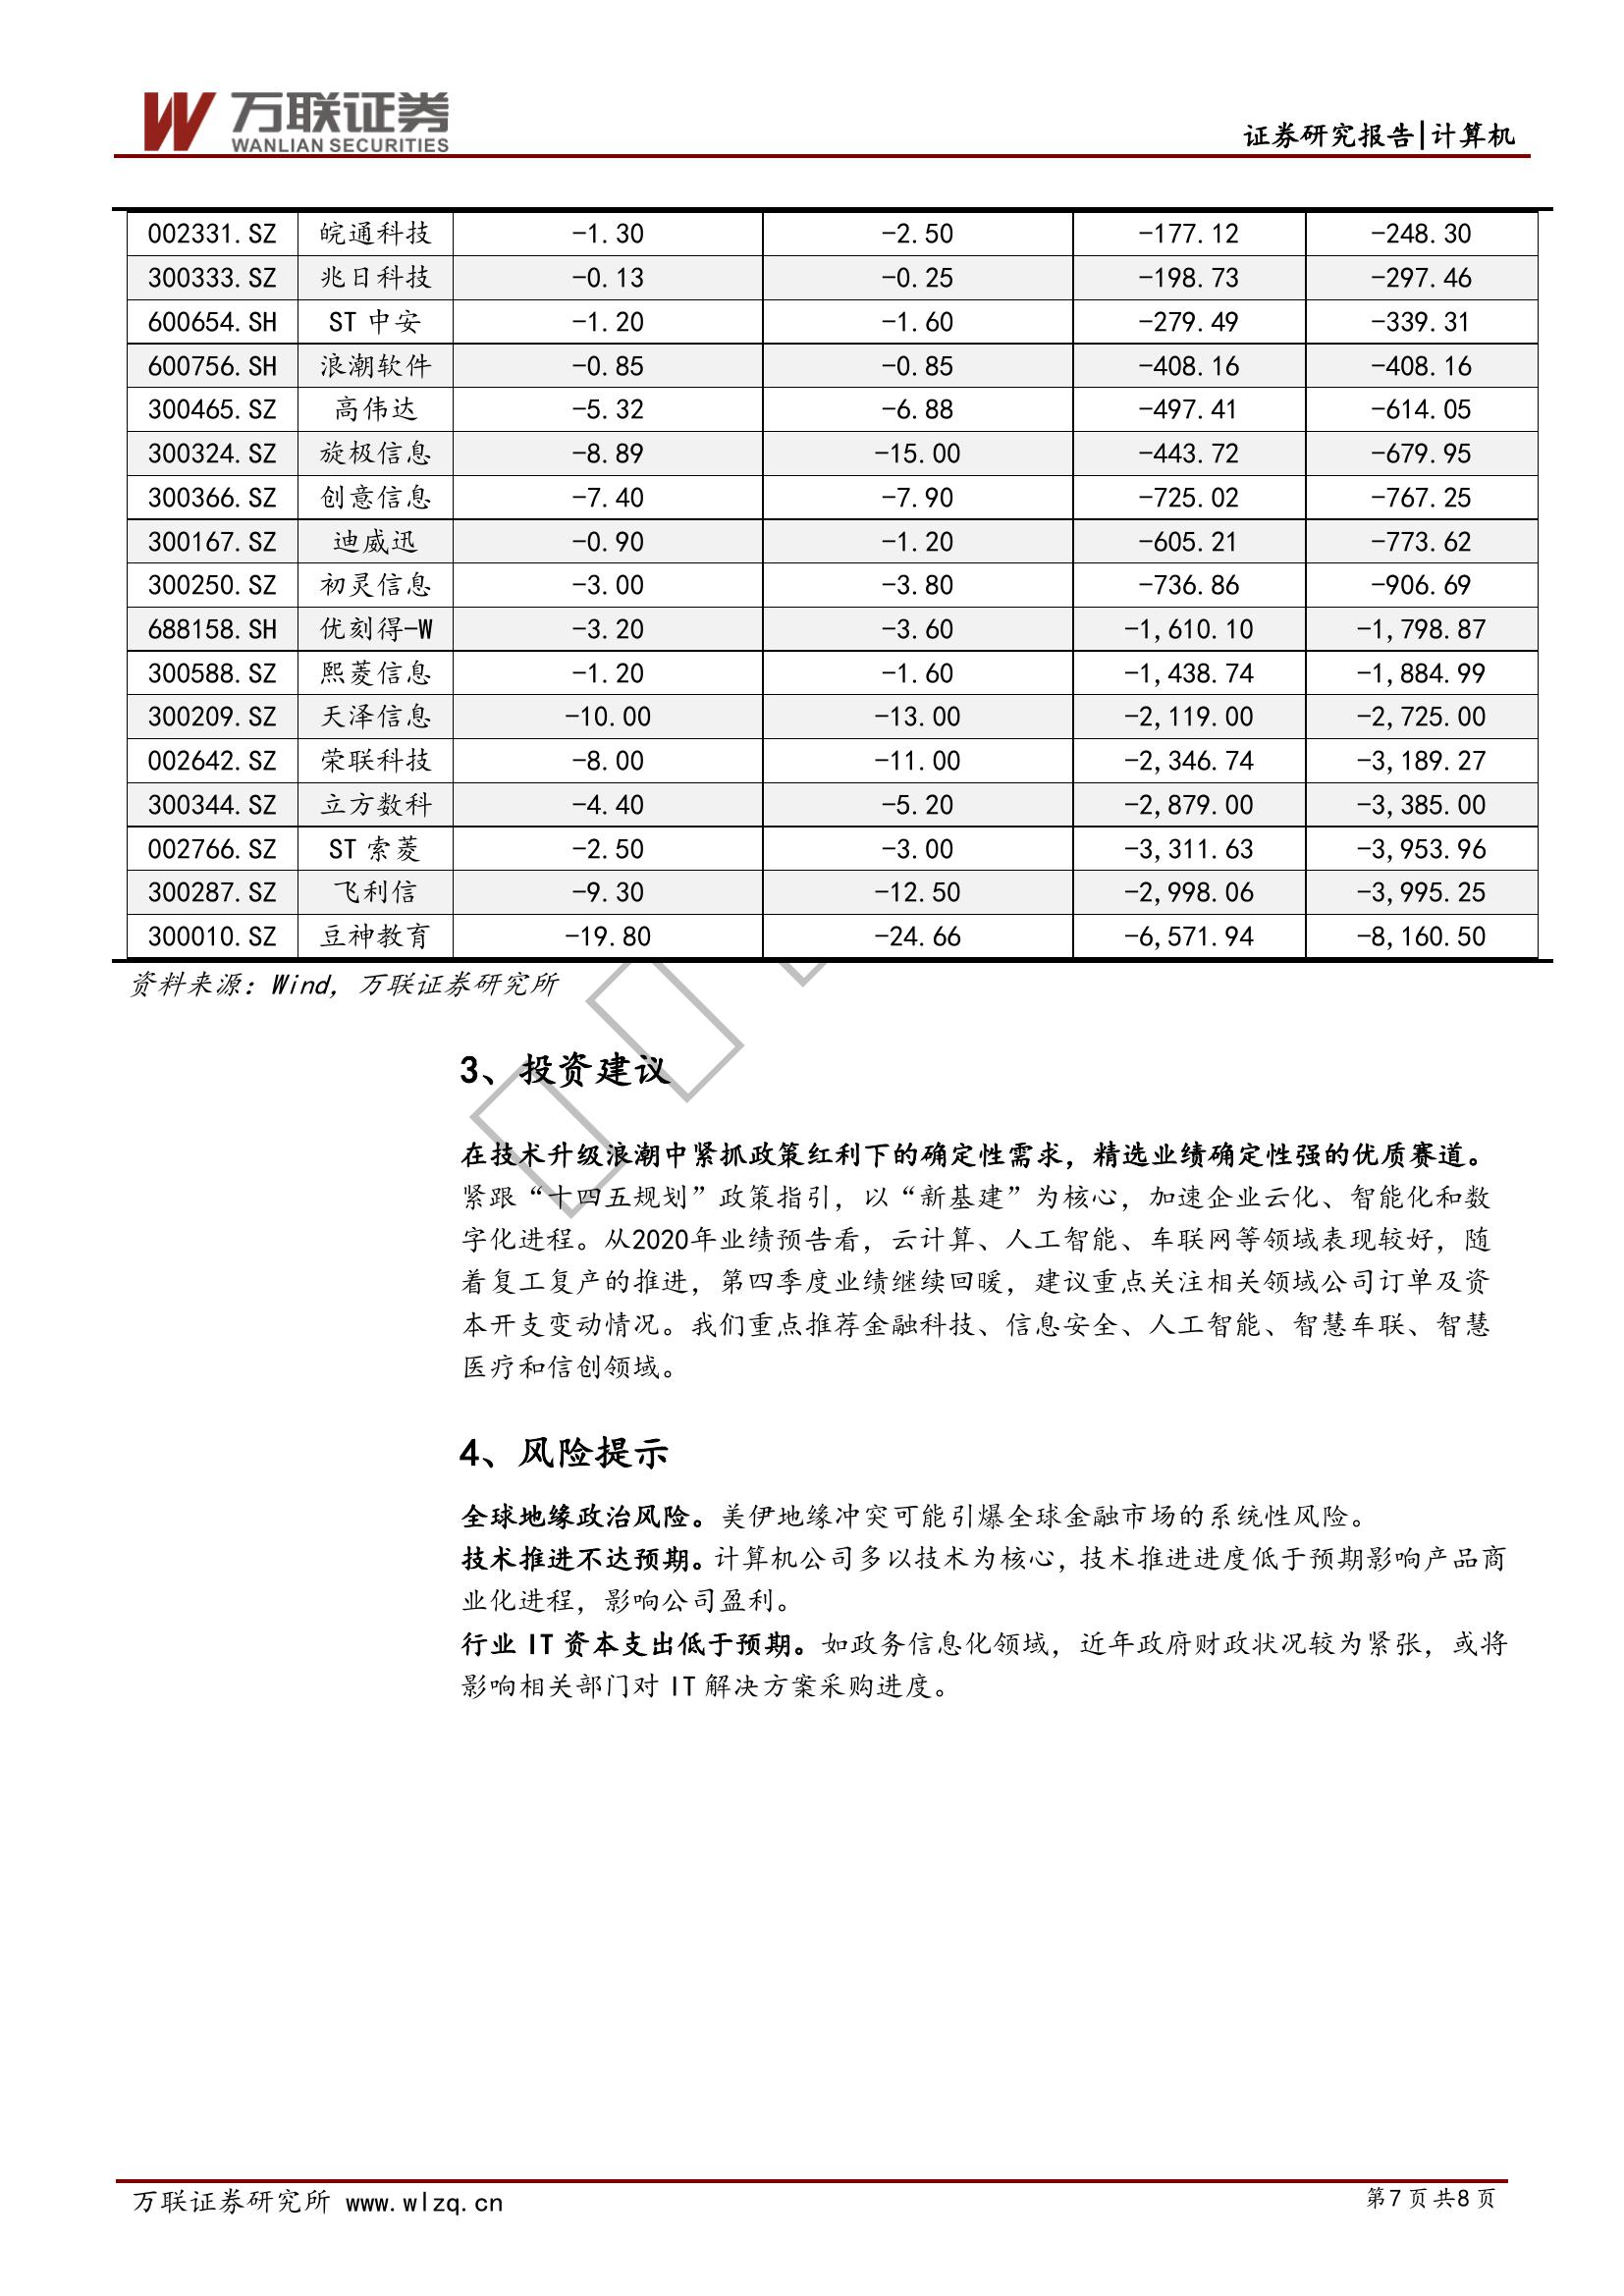 万联证券
WANLIAN SECURITIES
证券研究报告|计算机
002331.SZ 皖通科技 -1.30 -2.50 -177.12 -248.30
300333.SZ 兆日科技 -0.13 -0.25 -198.73 -297.46
600654.SH ST 中安 -1.20 -1.60 -279.49 -339.31
600756.SH 浪潮软件 -0.85 -0.85 -408.16 -408.16
300465.SZ 高伟达 -5.32 -6.88 -497.41 -614.05
300324.SZ 旋极信息 -8.89 -15.00 -443.72 -679.95
300366.SZ 创意信息 -7.40 -7.90 -725.02 -767.25
300167.SZ 迪威迅 -0.90 -1.20 -605.21 -773.62
300250.SZ 初灵信息 -3.00 -3.80 -736.86 -906.69
688158.SH 优刻得-W -3.20 -3.60 -1,610.10 -1,798.87
300588.SZ 熙菱信息 -1.20 -1.60 -1,438.74 -1,884.99
300209.SZ 天泽信息 -10.00 -13.00 -2,119.00 -2,725.00
002642.SZ 荣联科技 -8.00 -11.00 -2,346.74 -3,189.27
300344.SZ 立方数科 -4.40 -5.20 -2,879.00 -3,385.00
002766.SZ ST 索菱 -2.50 -3.00 -3,311.63 -3,953.96
300287.SZ 飞利信 -9.30 -12.50 -2,998.06 -3,995.25
300010.SZ 豆神教育 -19.80 -24.66 -6,571.94 -8,160.50
资料来源：Wind，万联证券研究所
3、投资建议
在技术升级浪潮中紧抓政策红利下的确定性需求，精选业绩确定性强的优质赛道。
紧跟“十四五规划”政策指引，以“新基建”为核心，加速企业云化、智能化和数
字化进程。从2020年业绩预告看，云计算、人工智能、车联网等领域表现较好，随
着复工复产的推进，第四季度业绩继续回暖，建议重点关注相关领域公司订单及资
本开支变动情况。我们重点推荐金融科技、信息安全、人工智能、智慧车联、智慧
医疗和信创领域。
4、风险提示
全球地缘政治风险。美伊地缘冲突可能引爆全球金融市场的系统性风险。
技术推进不达预期。计算机公司多以技术为核心，技术推进进度低于预期影响产品商
业化进程，影响公司盈利。
行业 IT 资本支出低于预期。如政务信息化领域，近年政府财政状况较为紧张，或将
影响相关部门对 IT 解决方案采购进度。
万联证券研究所 www.wlzq.cn
第7页共8页